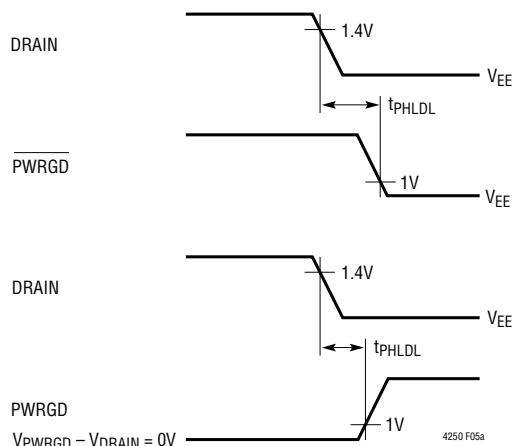 1.4V
DRAIN
VEE
tPHLDL
PWRGD
1V
VEE
1.4V
DRAIN
VEE
tPHLDL
PWRGD
1V
VPWRGD – VDRAIN = 0V
4250 F05a